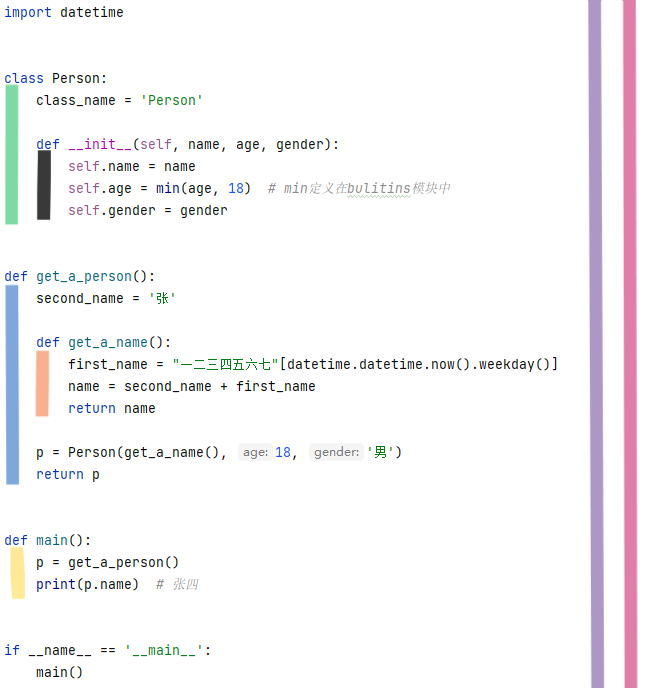 import datetime
class Person:
class_name = 'Person'
def __init__(self, name, age, gender):
self.name = name
self.age = min(age, 18)  # min定义在bulitins模块中
self.gender = gender
def get_a_person():
second_name = '张'
def get_a_name():
first_name = "一二三四五六七"[datetime.datetime.now().weekday()]
name = second_name + first_name
return name
p = Person(get_a_name(), age: 18, gender: '男')
return p
def main():
p = get_a_person()
print(p.name)  # 张四
if __name__ == '__main__':
main()